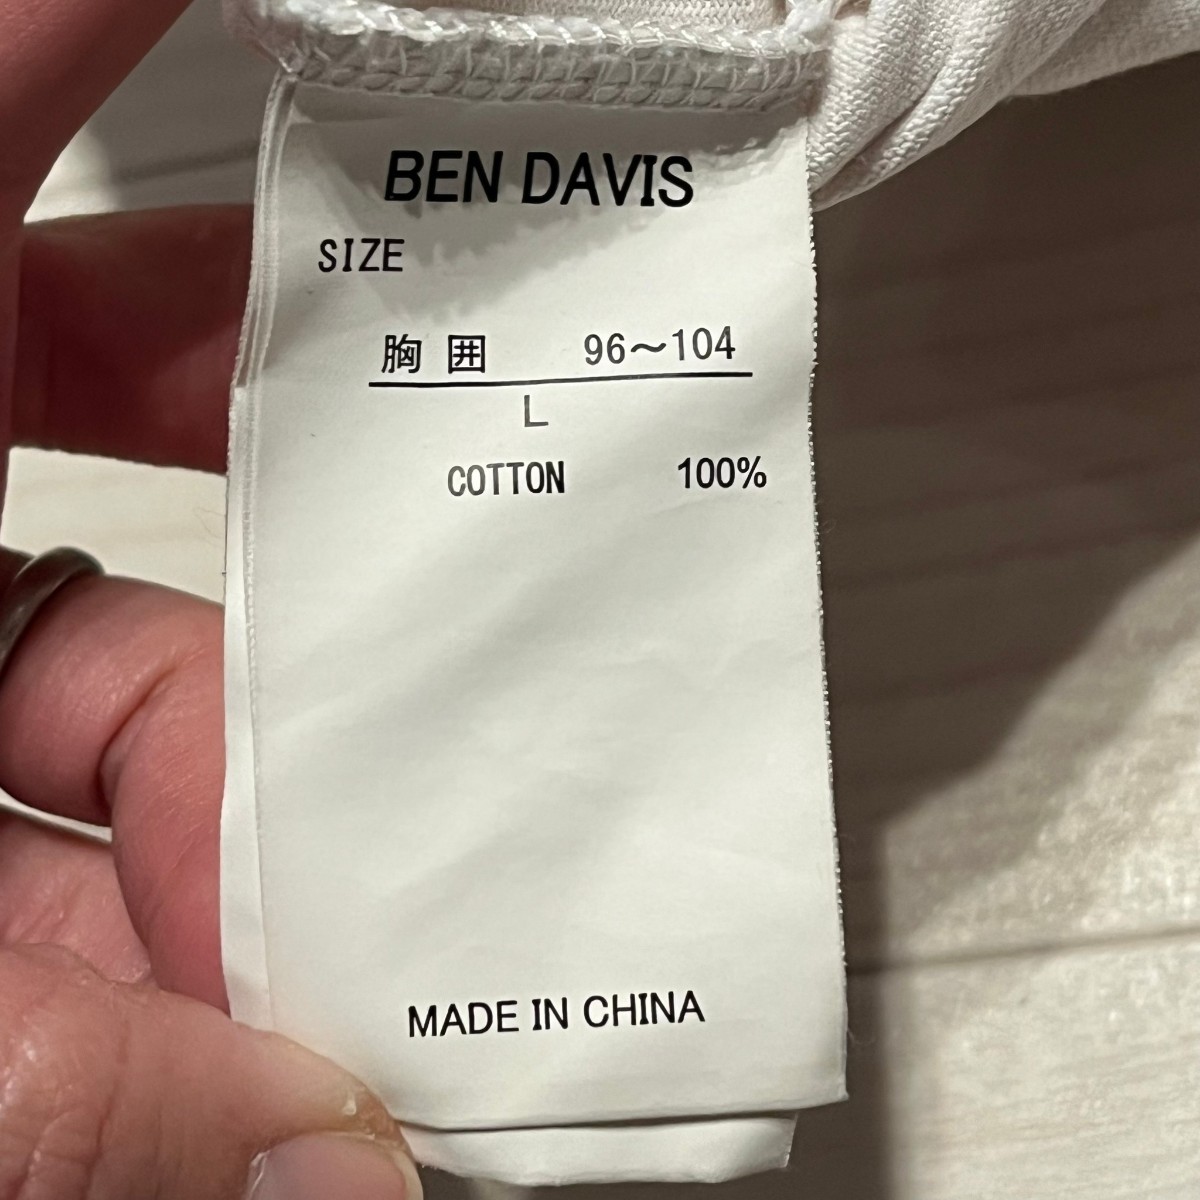 BEN DAVIS
SIZE
胸 囲 96～104
L
COTTON 100%
MADE IN CHINA